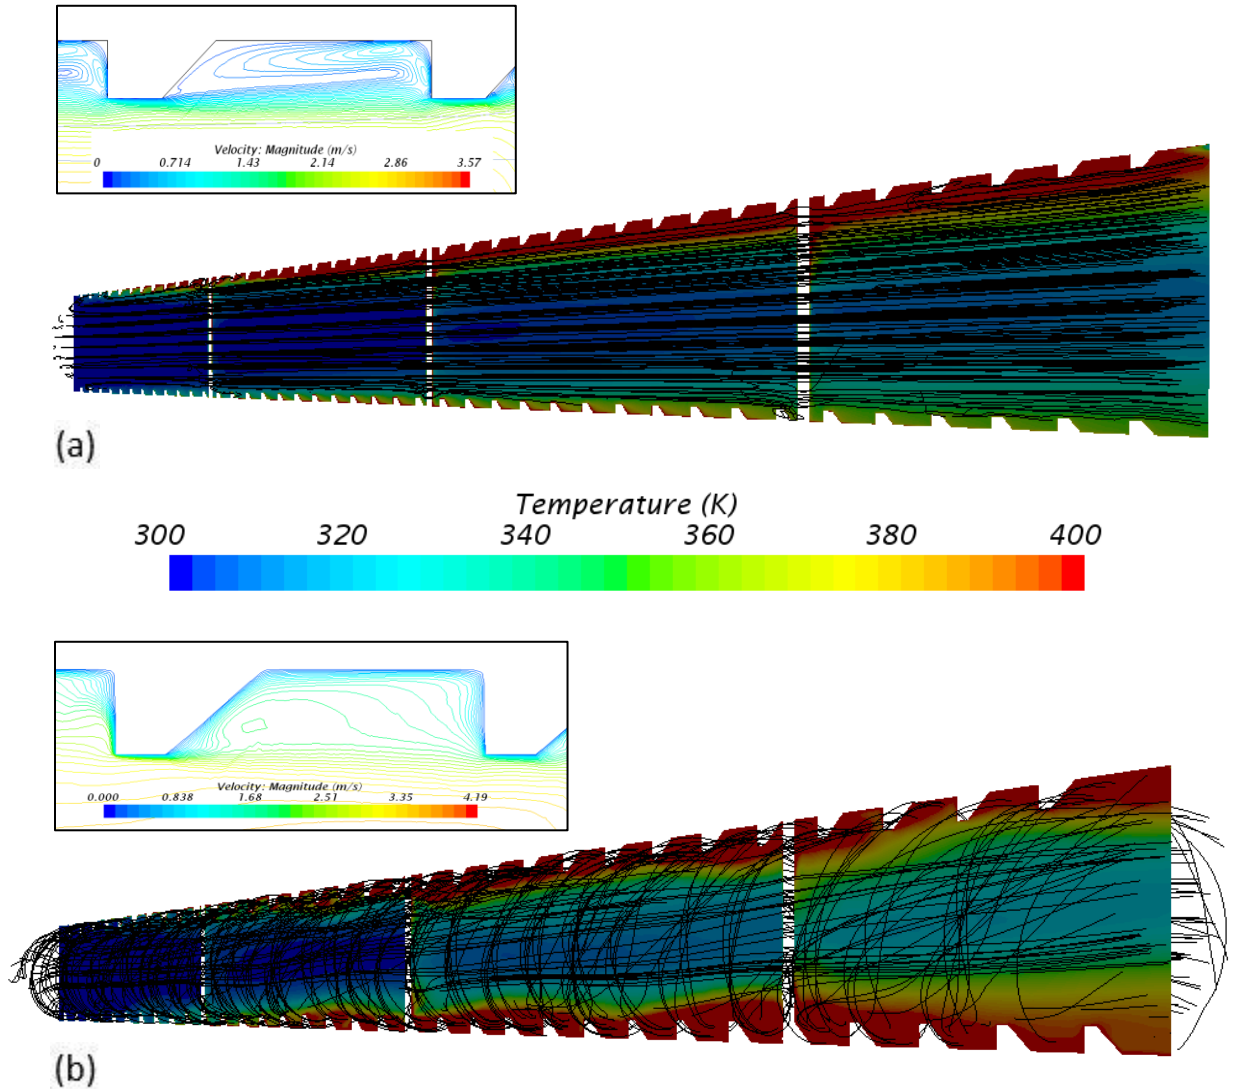 Velocity: Magnitude (m/s)
0 0.714 1.43 2.14 2.86 3.57
(a)
Temperature (K)
300 320 340 360 380 400
Velocity: Magnitude (m/s)
0.000 0.838 1.68 2.51 3.35 4.19
(b)